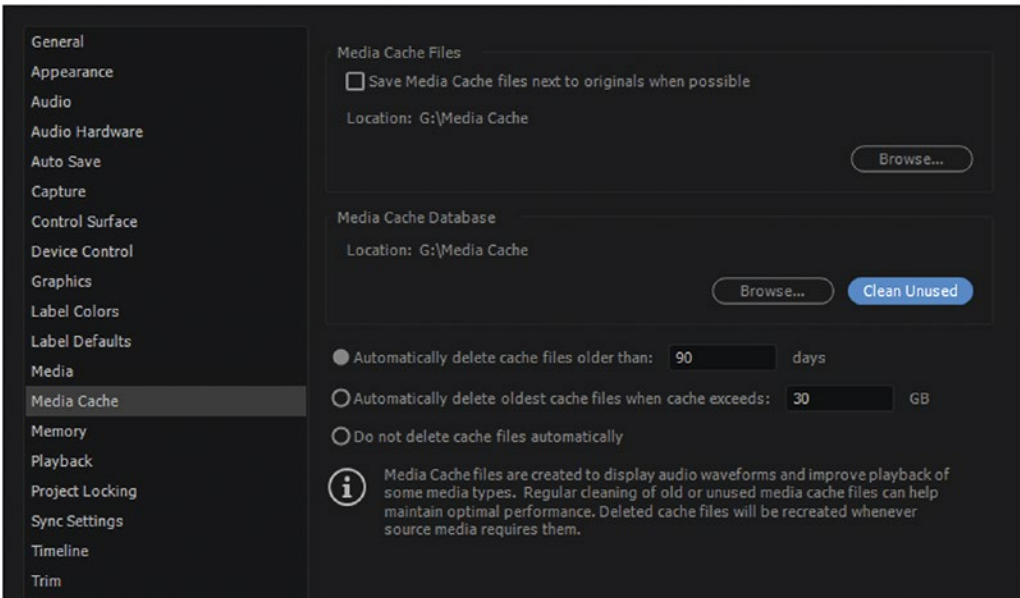 General
Appearance
Audio
Audio Hardware
Auto Save
Capture
Control Surface
Device Control
Graphics
Label Colors
Label Defaults
Media
Media Cache
Memory
Playback
Project Locking
Sync Settings
Timeline
Trim
Media Cache Files
Save Media Cache files next to originals when possible
Location: G:\Media Cache
Browse...
Media Cache Database
Location: G:\Media Cache
Browse... Clean Unused
Automatically delete cache files older than: 90 days
Automatically delete oldest cache files when cache exceeds: 30 GB
Do not delete cache files automatically
Media Cache files are created to display audio waveforms and improve playback of
some media types. Regular cleaning of old or unused media cache files can help
maintain optimal performance. Deleted cache files will be recreated whenever
source media requires them.